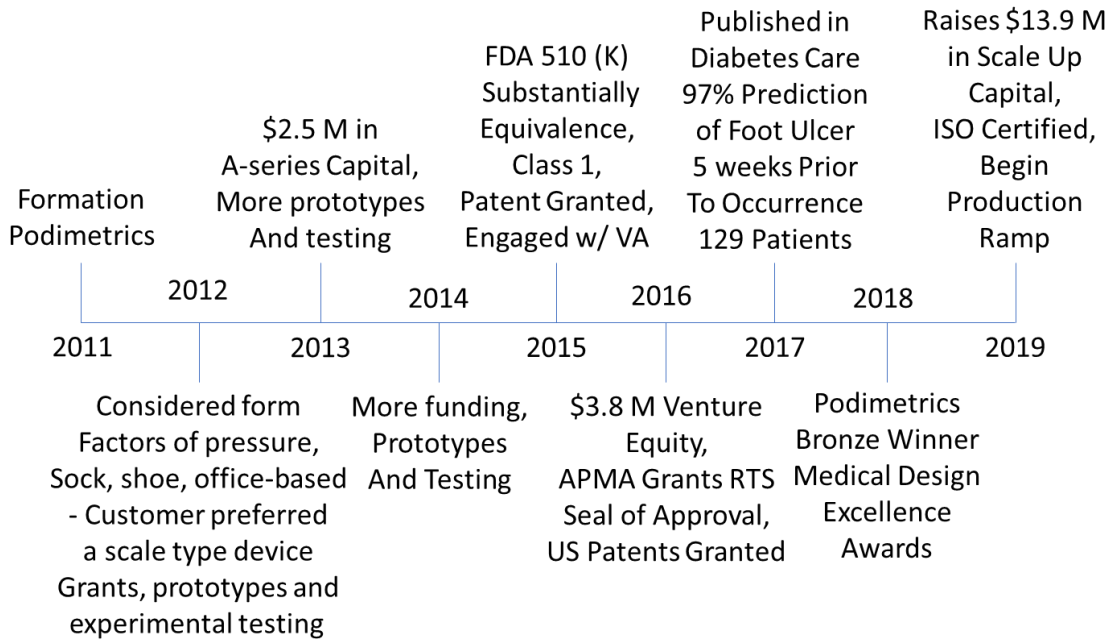 Formation
Podimetrics
$2.5 M in
A-series Capital,
More prototypes
And testing
FDA 510 (K)
Substantially
Equivalence,
Class 1,
Patent Granted,
Engaged w/ VA
Published in
Diabetes Care
97% Prediction
of Foot Ulcer
5 weeks Prior
To Occurrence
129 Patients
Raises $13.9 M
in Scale Up
Capital,
ISO Certified,
Begin
Production
Ramp
2011
2012
2013
2014
2015
2016
2017
2018
2019
Considered form
Factors of pressure,
Sock, shoe, office-based
- Customer preferred
a scale type device
Grants, prototypes and
experimental testing
More funding,
Prototypes
And Testing
$3.8 M Venture
Equity,
APMA Grants RTS
Seal of Approval,
US Patents Granted
Podimetrics
Bronze Winner
Medical Design
Excellence
Awards